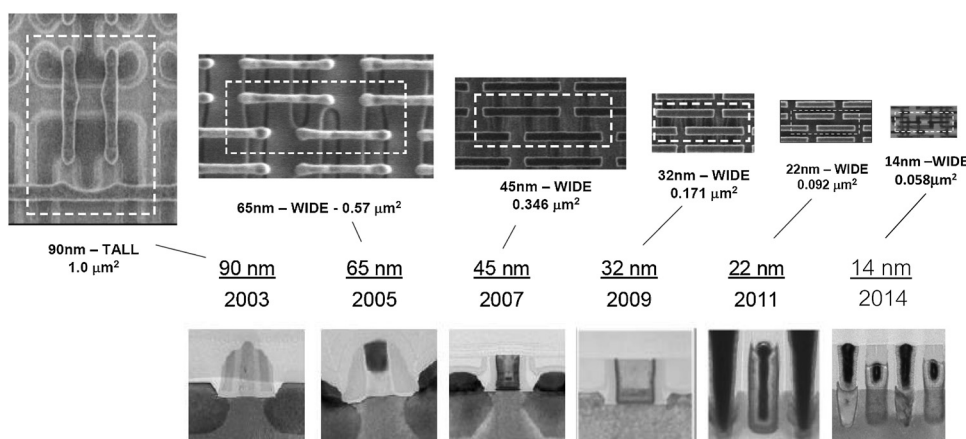 90nm – TALL
1.0 μm²
65nm – WIDE - 0.57 μm²
45nm – WIDE
0.346 μm²
32nm – WIDE
0.171 μm²
22nm – WIDE
0.092 μm²
14nm –WIDE
0.058μm²
90 nm
65 nm
45 nm
32 nm
22 nm
14 nm
2003
2005
2007
2009
2011
2014